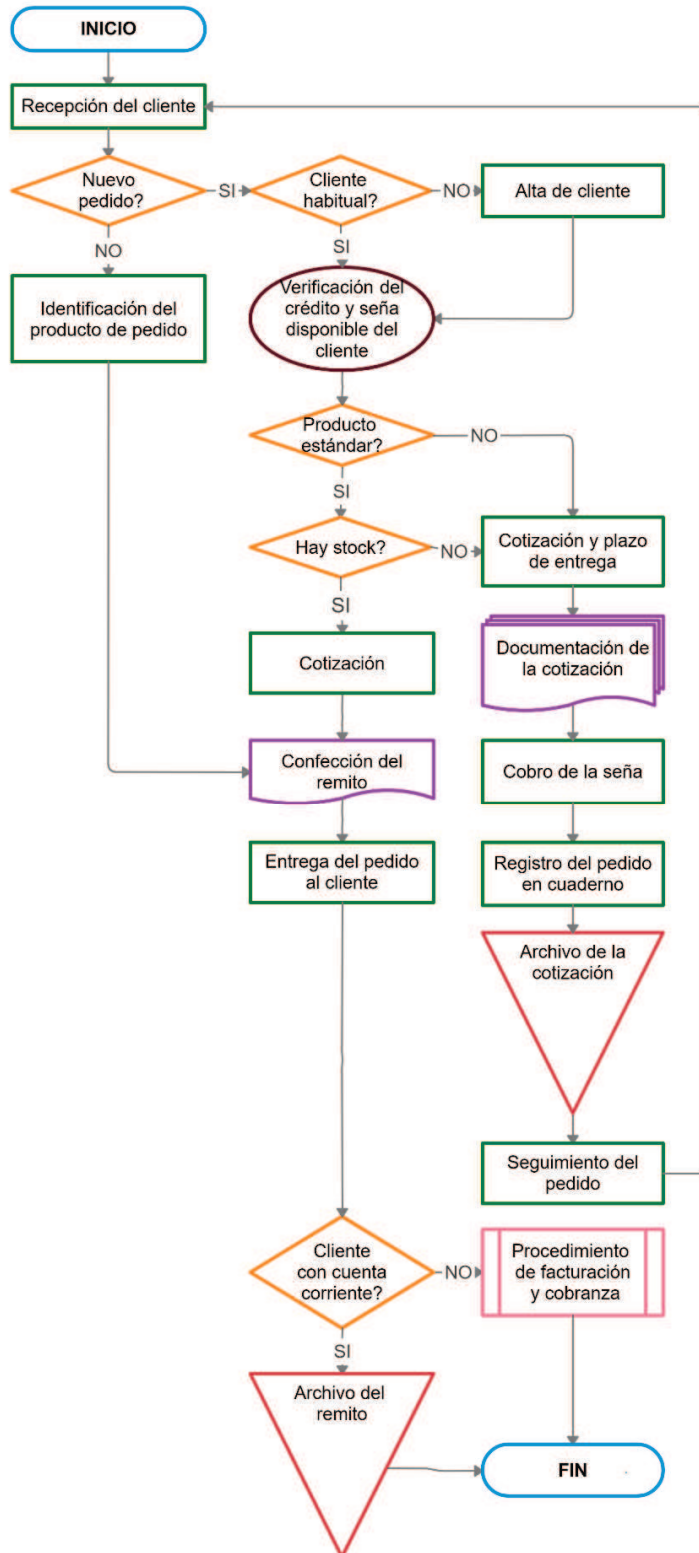 INICIO
Recepción del cliente
Nuevo
pedido?
SI
Cliente
habitual?
NO
Alta de cliente
NO
SI
Identificación del
producto de pedido
Verificación del
crédito y seña
disponible del
cliente
Producto
estándar?
NO
SI
Hay stock?
NO
Cotización y plazo
de entrega
SI
Cotización
Documentación de
la cotización
Confección del
remito
Cobro de la seña
Entrega del pedido
al cliente
Registro del pedido
en cuaderno
Archivo de la
cotización
Seguimiento del
pedido
Cliente
con cuenta
corriente?
NO
Procedimiento
de facturación
y cobranza
SI
Archivo del
remito
FIN